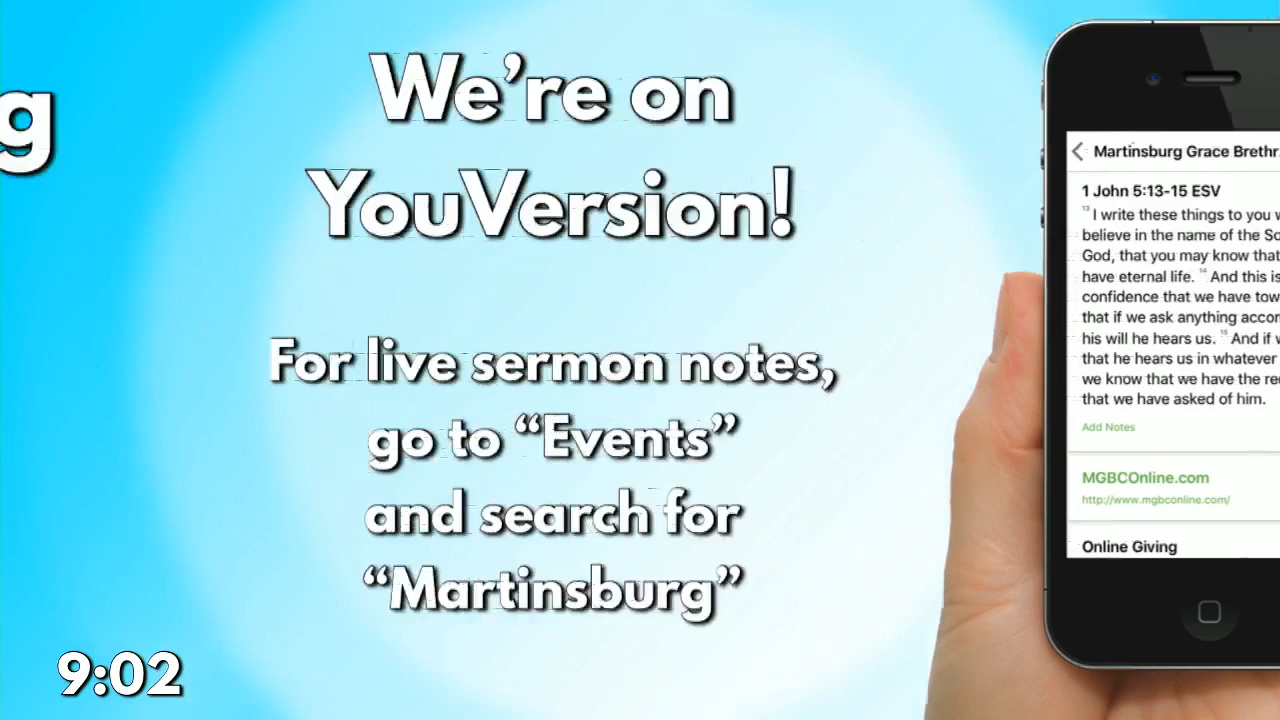 g
We’re on
YouVersion!
For live sermon notes,
go to “Events”
and search for
“Martinsburg”
9:02
Martinsburg Grace Brethr
1 John 5:13-15 ESV
13 I write these things to you
believe in the name of the So
God, that you may know that
have eternal life. 14 And this is
confidence that we have tow
that if we ask anything accor
his will he hears us. 15 And if
that he hears us in whatever
we know that we have the re
that we have asked of him.
Add Notes
MGBCOnline.com
http://www.mgbconline.com/
Online Giving